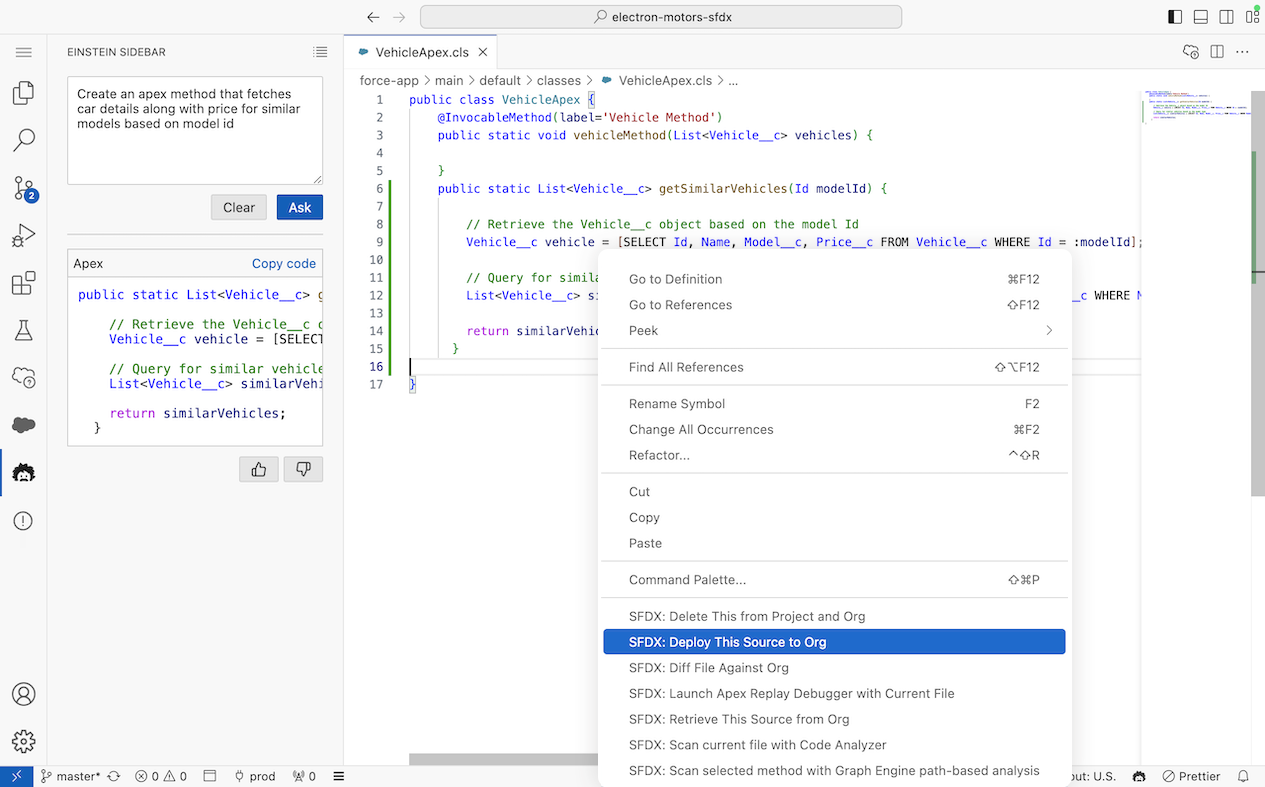 electron-motors-sfdx
EINSTEIN SIDEBAR
Create an apex method that fetches
car details along with price for similar
models based on model id
Clear
Ask
Apex
Copy code
public static List<Vehicle__c> g
// Retrieve the Vehicle__c o
Vehicle__c vehicle = [SELECT
// Query for similar vehicle
List<Vehicle__c> similarVehi
return similarVehicles;
}
2
VehicleApex.cls
force-app > main > default > classes > VehicleApex.cls > ...
1 public class VehicleApex {
2 @InvocableMethod(label='Vehicle Method')
3 public static void vehicleMethod(List<Vehicle__c> vehicles) {
4
5 }
6 public static List<Vehicle__c> getSimilarVehicles(Id modelId) {
7
8 // Retrieve the Vehicle__c object based on the model Id
9 Vehicle__c vehicle = [SELECT Id, Name, Model__c, Price__c FROM Vehicle__c WHERE Id = :modelId];
10
11 // Query for simila
12 List<Vehicle__c> si _c WHERE M
13
14 return similarVehic
15 }
16
17 }
Go to Definition ⌘F12
Go to References ⇧F12
Peek
Find All References ⇧⌥F12
Rename Symbol F2
Change All Occurrences ⌘F2
Refactor... ^⇧R
Cut
Copy
Paste
Command Palette... ⇧⌘P
SFDX: Delete This from Project and Org
SFDX: Deploy This Source to Org
SFDX: Diff File Against Org
SFDX: Launch Apex Replay Debugger with Current File
SFDX: Retrieve This Source from Org
SFDX: Scan current file with Code Analyzer
SFDX: Scan selected method with Graph Engine path-based analysis
master* 0 0 prod 0 out: U.S. Prettier